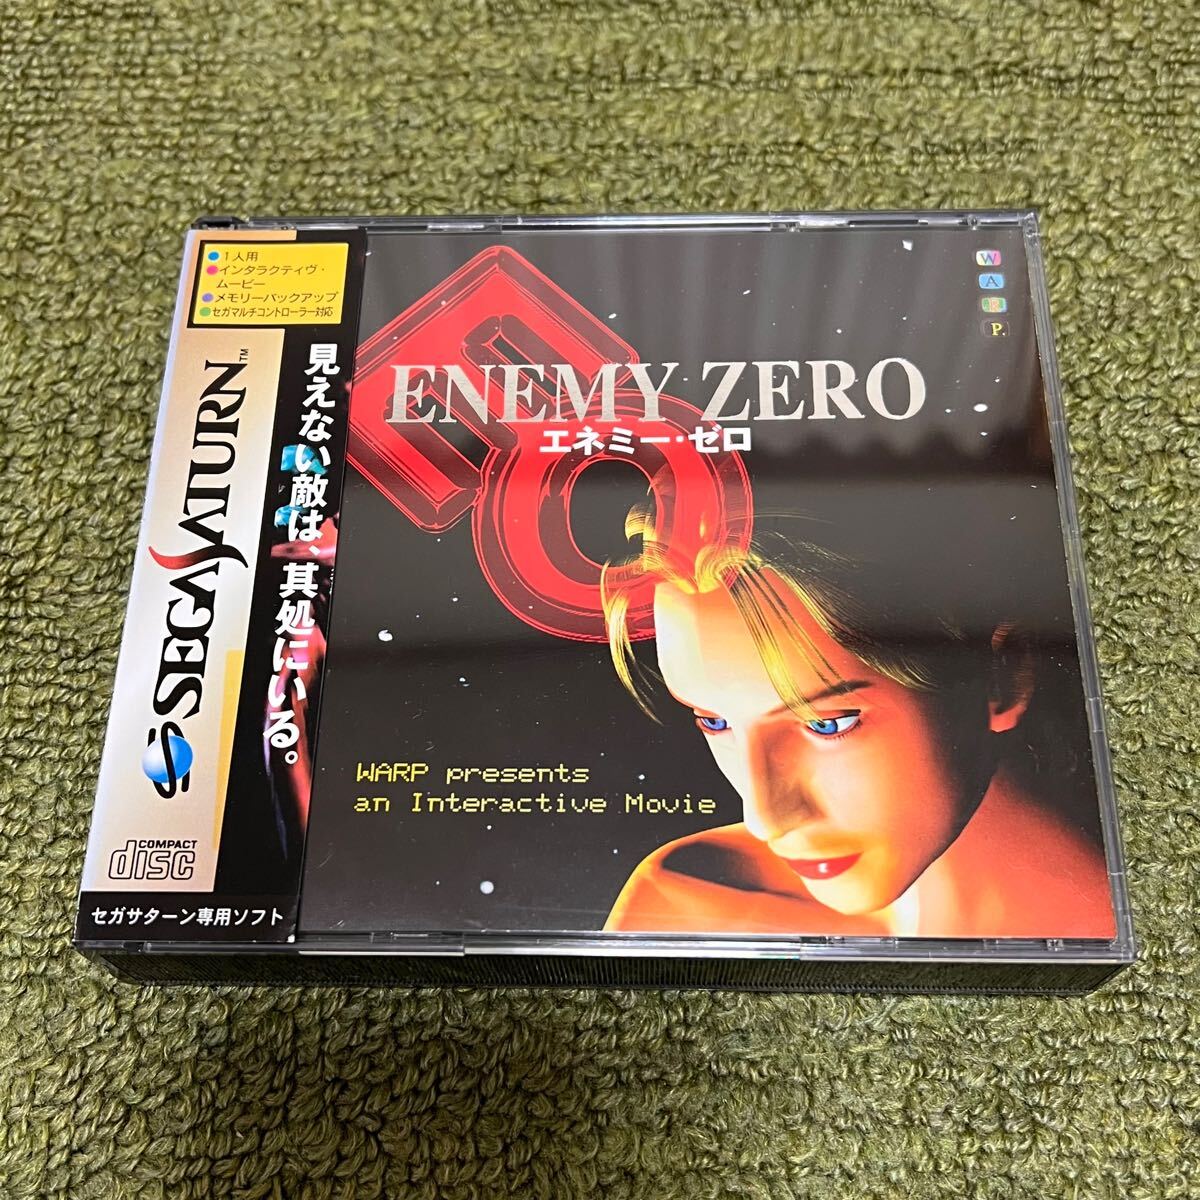 ●1人用
●インタラクティヴ・
ムービー
●メモリーバックアップ
●セガマルチコントローラー対応
SEGA SATURN™
見えない敵は、其処にいる。
COMPACT
disc
セガサターン専用ソフト
W
A
R
P.
E0
ENEMY ZERO
エネミー・ゼロ
WARP presents
an Interactive Movie